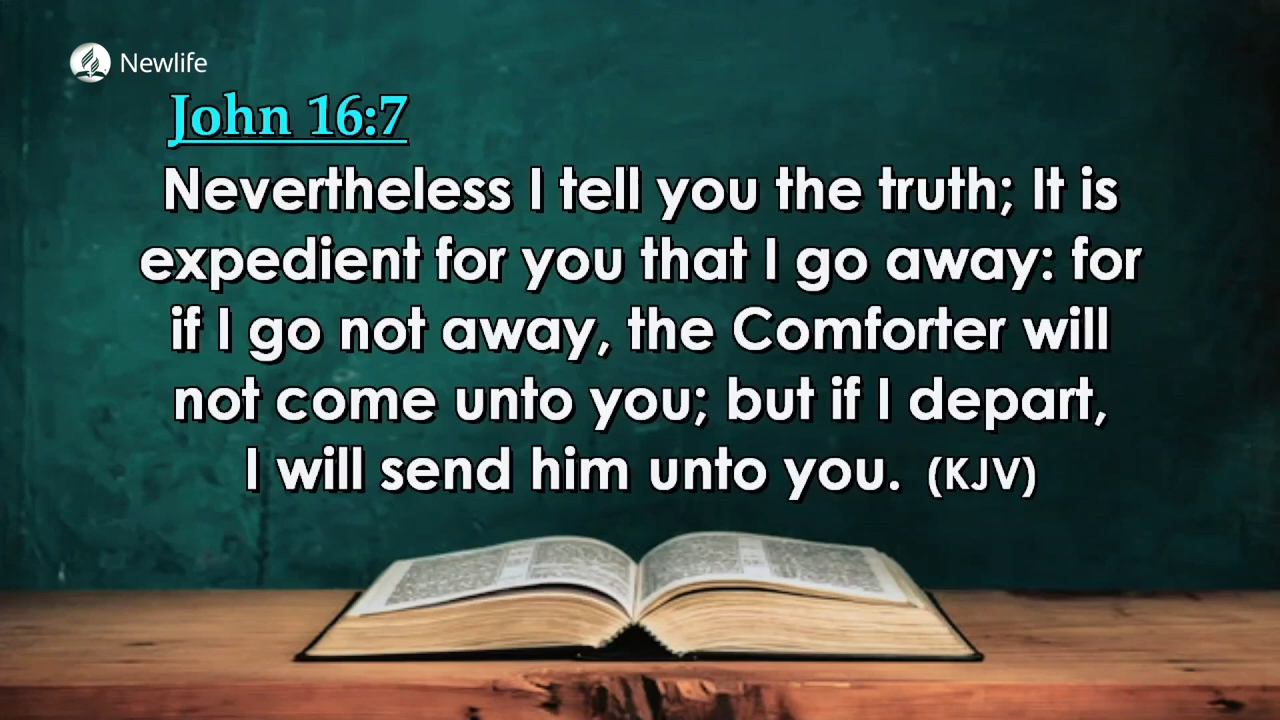 Newlife
John 16:7
Nevertheless I tell you the truth; It is
expedient for you that I go away: for
if I go not away, the Comforter will
not come unto you; but if I depart,
I will send him unto you. (KJV)